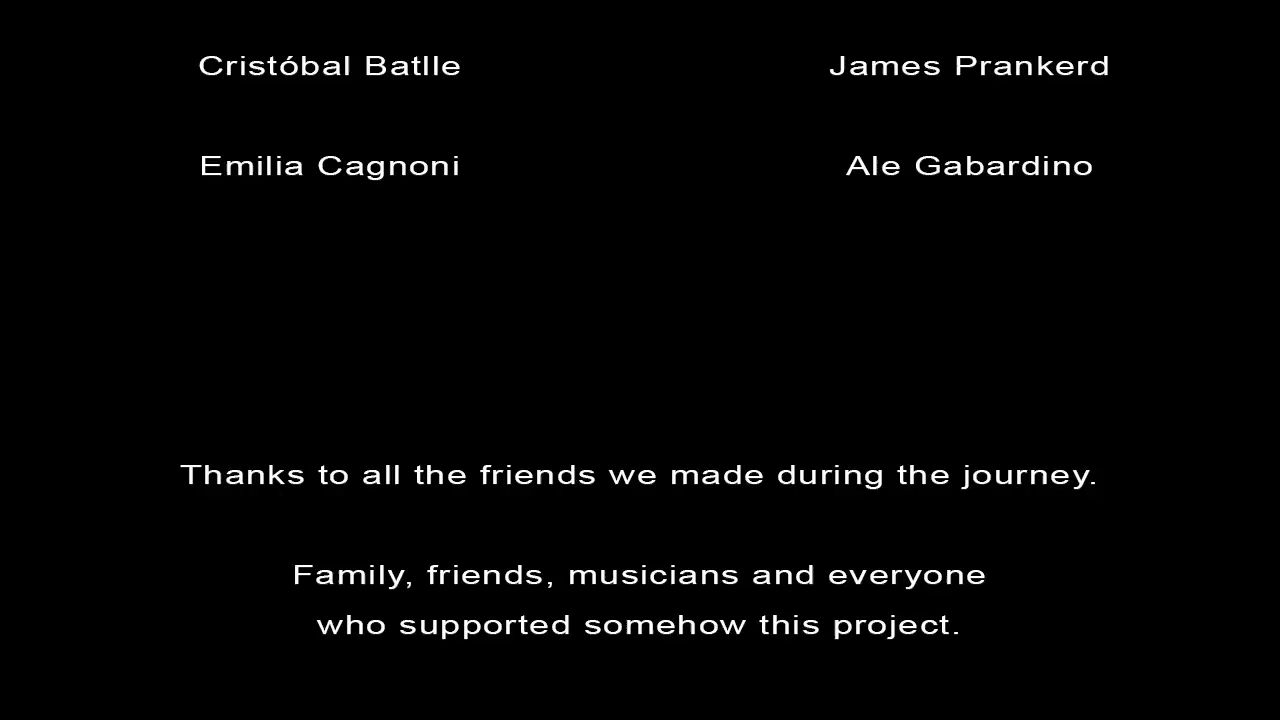 Cristóbal Batlle
James Prankerd
Emilia Cagnoni
Ale Gabardino
Thanks to all the friends we made during the journey.
Family, friends, musicians and everyone
who supported somehow this project.